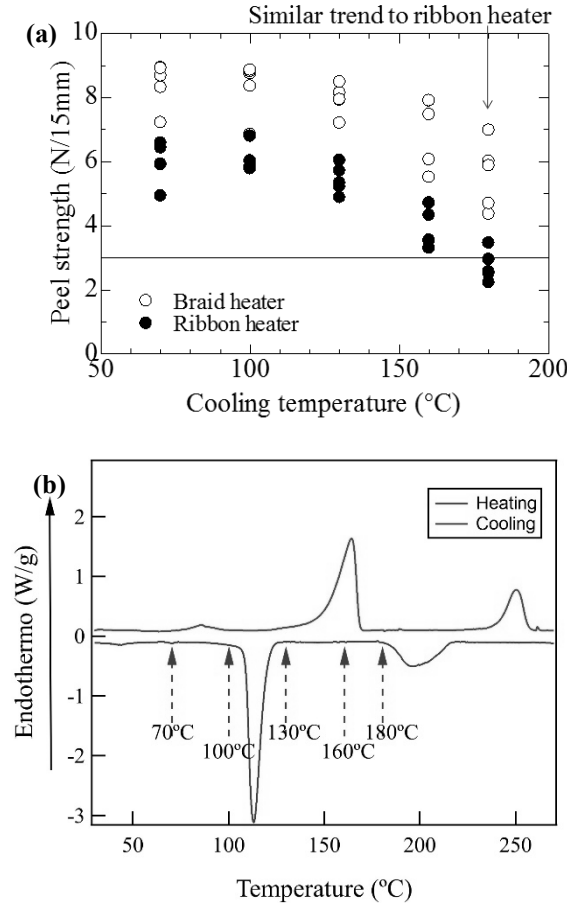 Similar trend to ribbon heater
(a)
10
8
6
4
2
0
Peel strength (N/15mm)
Braid heater
Ribbon heater
50 100 150 200
Cooling temperature (°C)
(b)
Heating
Cooling
2
1
0
-1
-2
-3
Endothermo (W/g)
70ºC
100ºC
130ºC
160ºC
180ºC
50 100 150 200 250
Temperature (ºC)